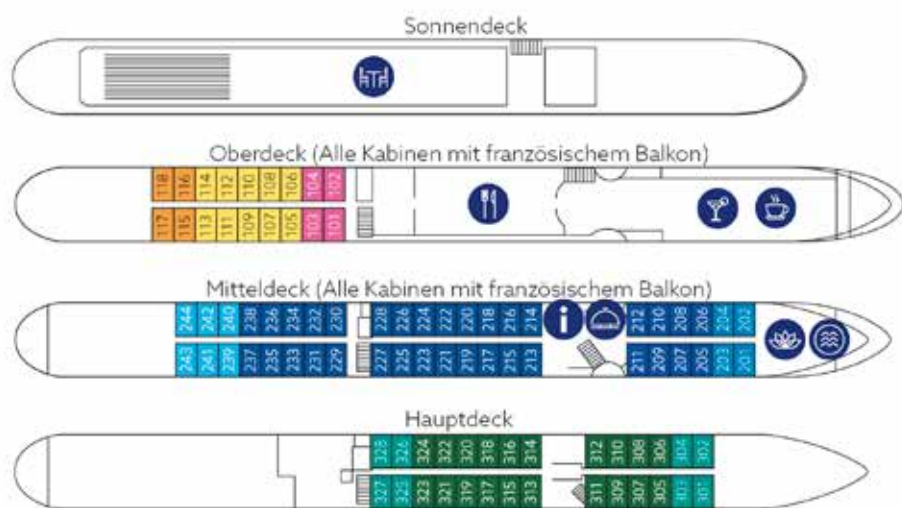 Sonnendeck
Oberdeck (Alle Kabinen mit französischem Balkon)
118 116 114 112 110 108 106 104 102
117 115 113 111 109 107 105 103 101
Mitteldeck (Alle Kabinen mit französischem Balkon)
244 242 240 238 236 234 232 230 228 226 224 222 220 218 216 214 i 212 210 208 206 204 202
243 241 239 237 235 233 231 229 227 225 223 221 219 217 215 213 211 209 207 205 203 201
Hauptdeck
328 326 324 322 320 318 316 314 312 310 308 306 304 302
327 325 323 321 319 317 315 313 311 309 307 305 303 301